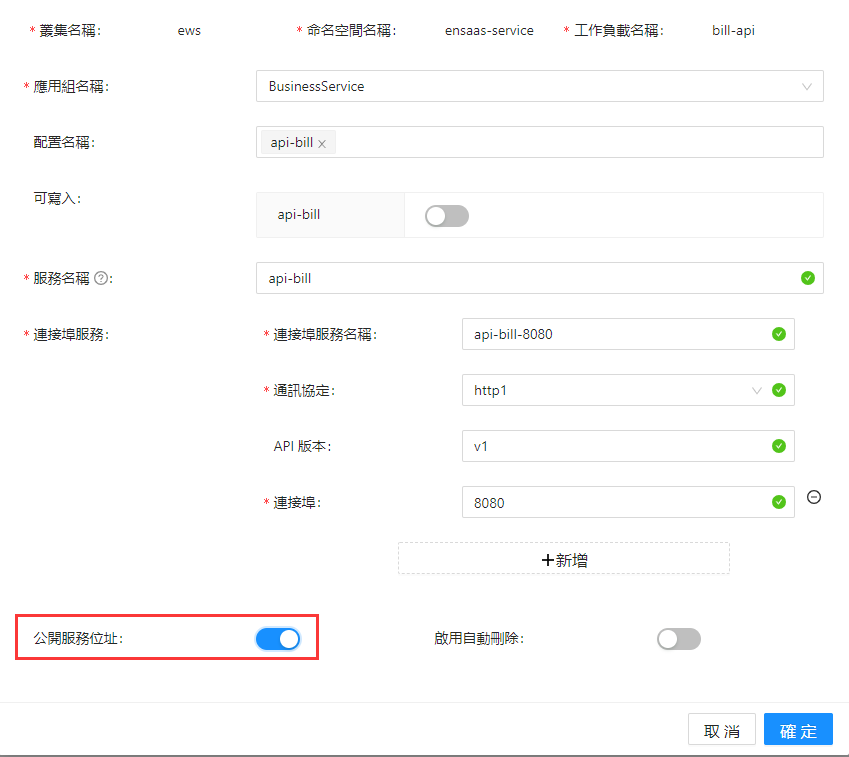 * 叢集名稱: ews * 命名空間名稱: ensaas-service * 工作負載名稱: bill-api
* 應用組名稱: BusinessService
配置名稱: api-bill ×
可寫入:
api-bill
* 服務名稱 ?: api-bill
* 連接埠服務: * 連接埠服務名稱: api-bill-8080
* 通訊協定: http1
API 版本: v1
* 連接埠: 8080
+新增
公開服務位址: 啟用自動刪除:
取 消 確 定